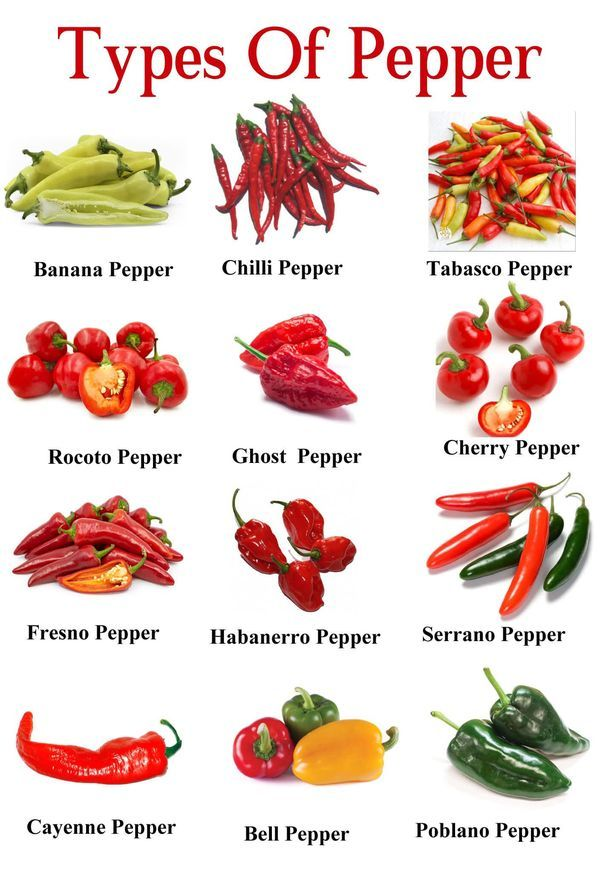 Types Of Pepper
Banana Pepper
Chilli Pepper
Tabasco Pepper
Rocoto Pepper
Ghost Pepper
Cherry Pepper
Fresno Pepper
Habanerro Pepper
Serrano Pepper
Cayenne Pepper
Bell Pepper
Poblano Pepper